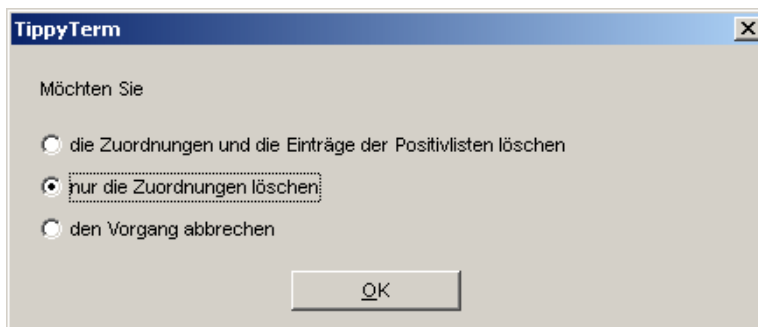 TippyTerm
Möchten Sie
die Zuordnungen und die Einträge der Positivlisten löschen
nur die Zuordnungen löschen
den Vorgang abbrechen
OK